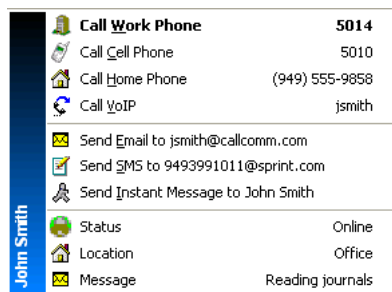 Call Work Phone 5014
Call Cell Phone 5010
Call Home Phone (949) 555-9858
Call VoIP jsmith
Send Email to jsmith@callcomm.com
Send SMS to 9493991011@sprint.com
Send Instant Message to John Smith
Status Online
Location Office
Message Reading journals
John Smith